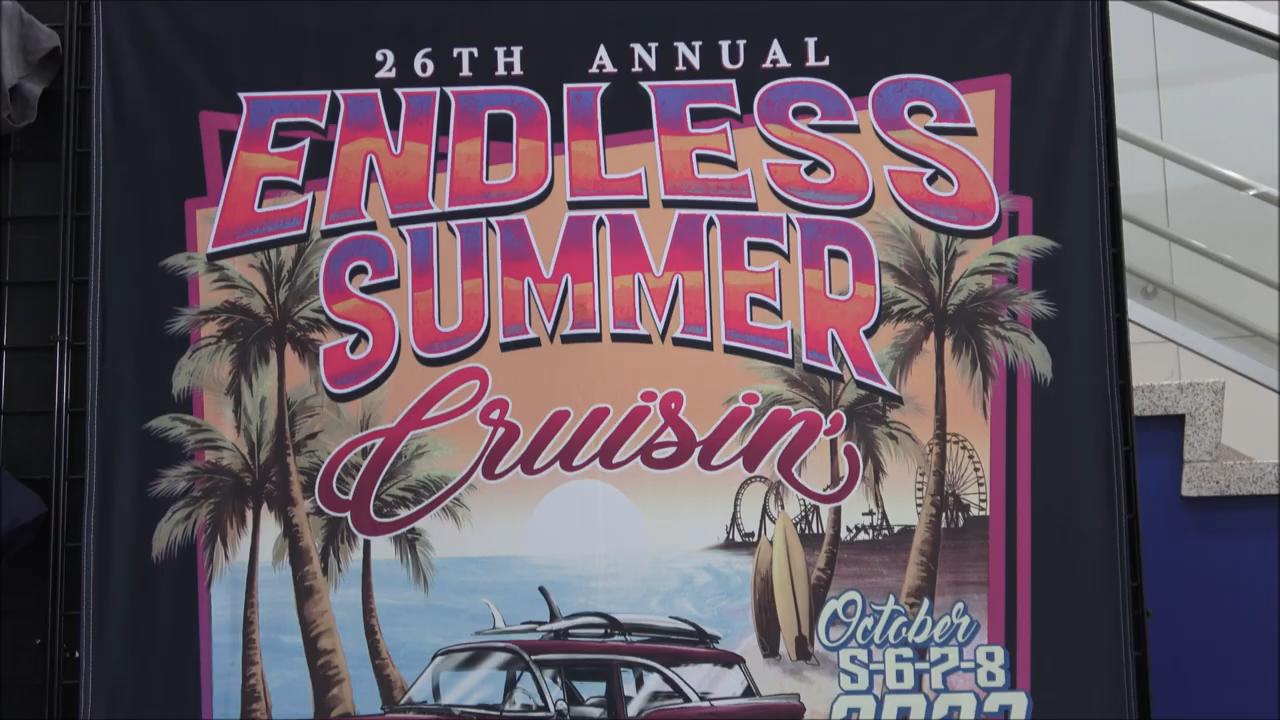 26TH ANNUAL
ENDLESS
SUMMER
Cruisin'
October
5-6-7-8